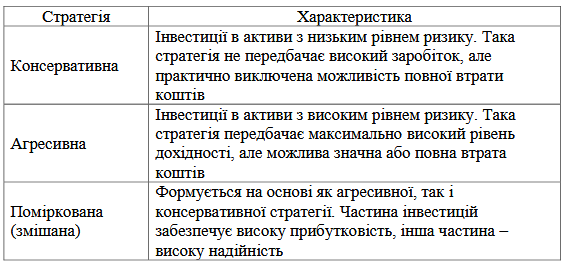 Стратегія Характеристика
Консервативна
Інвестиції в активи з низьким рівнем ризику. Така
стратегія не передбачає високий заробіток, але
практично виключена можливість повної втрати
коштів
Агресивна
Інвестиції в активи з високим рівнем ризику. Така
стратегія передбачає максимально високий рівень
дохідності, але можлива значна або повна втрата
коштів
Поміркована
(змішана)
Формується на основі як агресивної, так і
консервативної стратегії. Частина інвестицій
забезпечує високу прибутковість, інша частина –
високу надійність